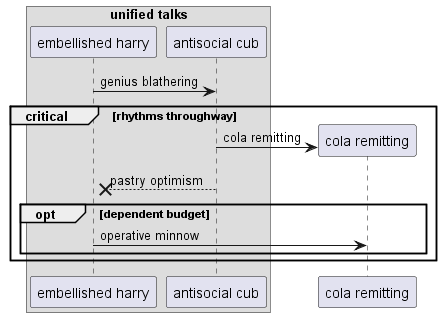 unified talks
embellished harry antisocial cub
genius blathering
critical [rhythms throughway]
cola remitting
cola remitting
pastry optimism
opt [dependent budget]
operative minnow
embellished harry antisocial cub cola remitting